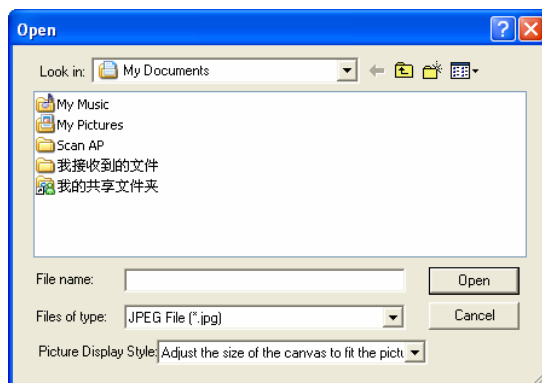 Open
Look in: My Documents
My Music
My Pictures
Scan AP
我接收到的文件
我的共享文件夹
File name: Open
Files of type: JPEG File (*.jpg) Cancel
Picture Display Style: Adjust the size of the canvas to fit the